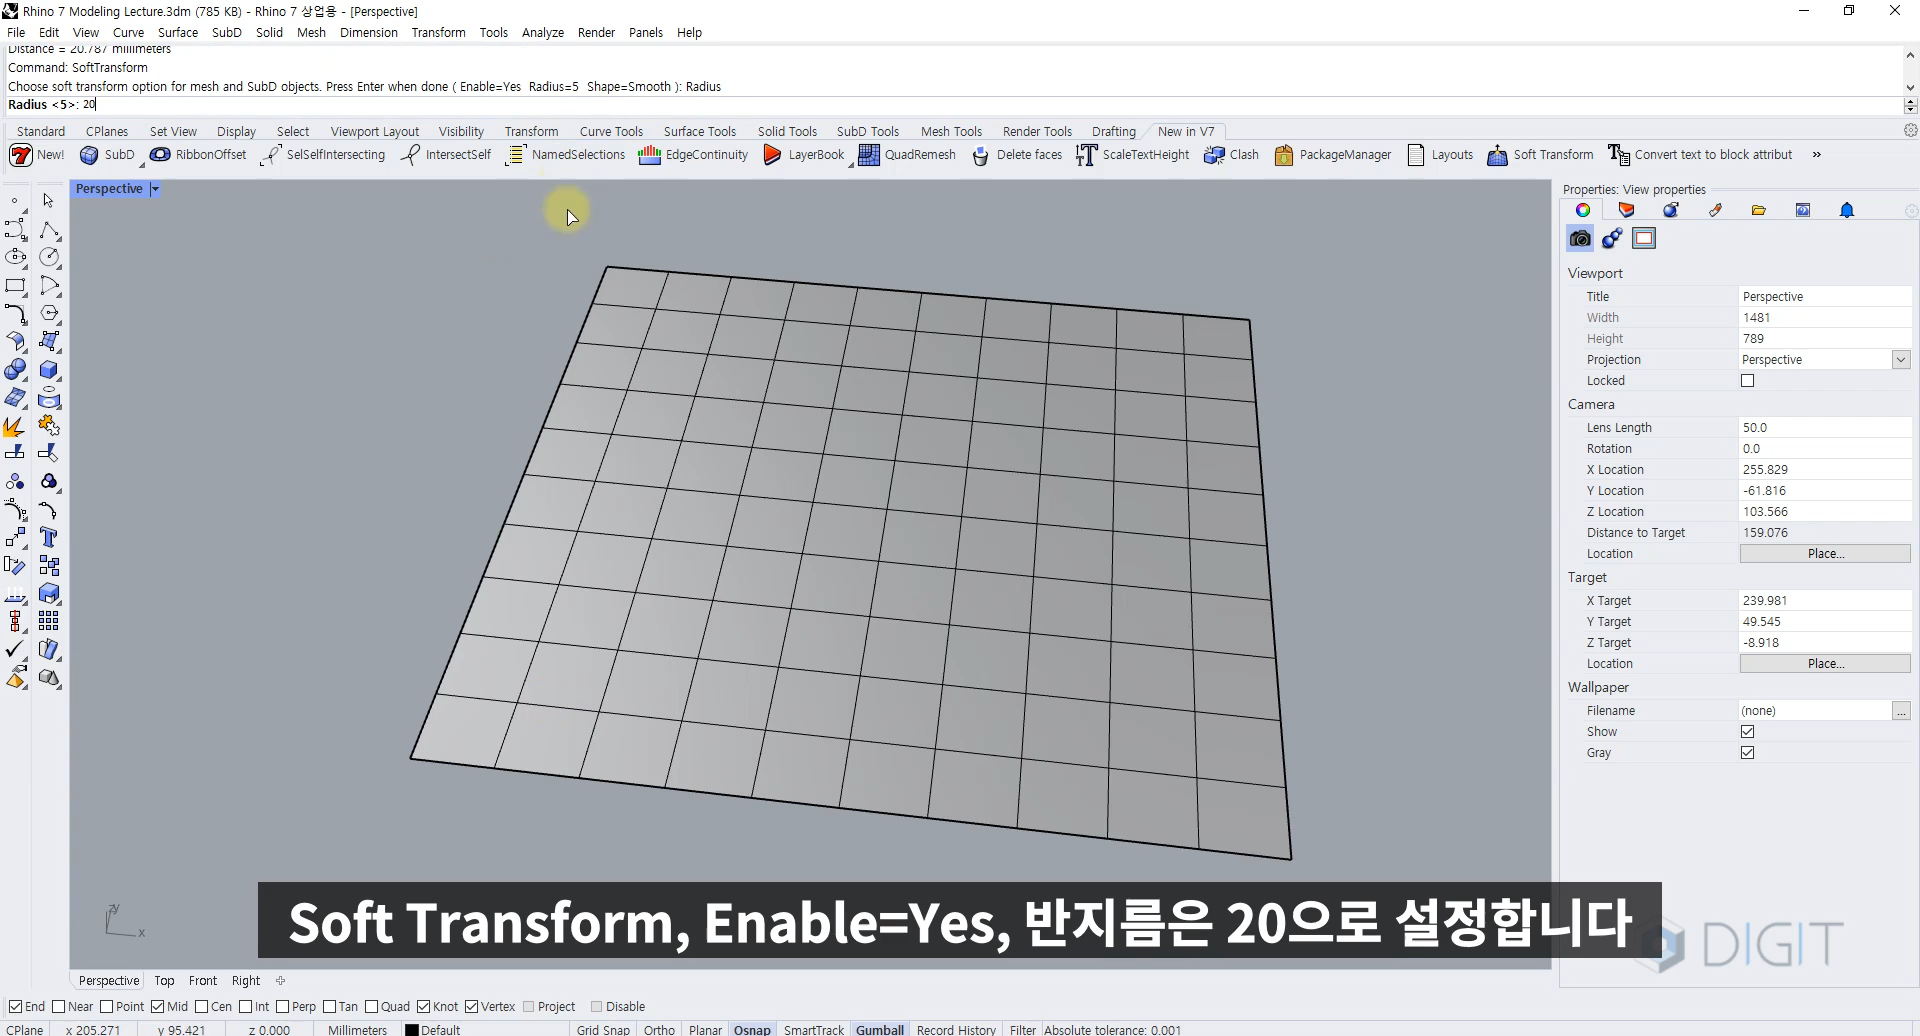 Rhino 7 Modeling Lecture.3dm (785 KB) - Rhino 7 상업용 - [Perspective]
File Edit View Curve Surface SubD Solid Mesh Dimension Transform Tools Analyze Render Panels Help
Distance = 20.787 millimeters
Command: SoftTransform
Choose soft transform option for mesh and SubD objects. Press Enter when done ( Enable=Yes Radius=5 Shape=Smooth ): Radius
Radius <5>: 20
Standard CPlanes Set View Display Select Viewport Layout Visibility Transform Curve Tools Surface Tools Solid Tools SubD Tools Mesh Tools Render Tools Drafting New in V7
7 New! SubD RibbonOffset SelSelfIntersecting IntersectSelf NamedSelections EdgeContinuity LayerBook QuadRemesh Delete faces ScaleTextHeight Clash PackageManager Layouts Soft Transform Convert text to block attribut »
Perspective
Properties: View properties
Viewport
Title Perspective
Width 1481
Height 789
Projection Perspective
Locked
Camera
Lens Length 50.0
Rotation 0.0
X Location 255.829
Y Location -61.816
Z Location 103.566
Distance to Target 159.076
Location Place...
Target
X Target 239.981
Y Target 49.545
Z Target -8.918
Location Place...
Wallpaper
Filename (none) ...
Show
Gray
y
x
Soft Transform, Enable=Yes, 반지름은 20으로 설정합니다
DIGIT
Perspective Top Front Right
End Near Point Mid Cen Int Perp Tan Quad Knot Vertex Project Disable
CPlane x 205.271 y 95.421 z 0.000 Millimeters Default Grid Snap Ortho Planar Osnap SmartTrack Gumball Record History Filter Absolute tolerance: 0.001